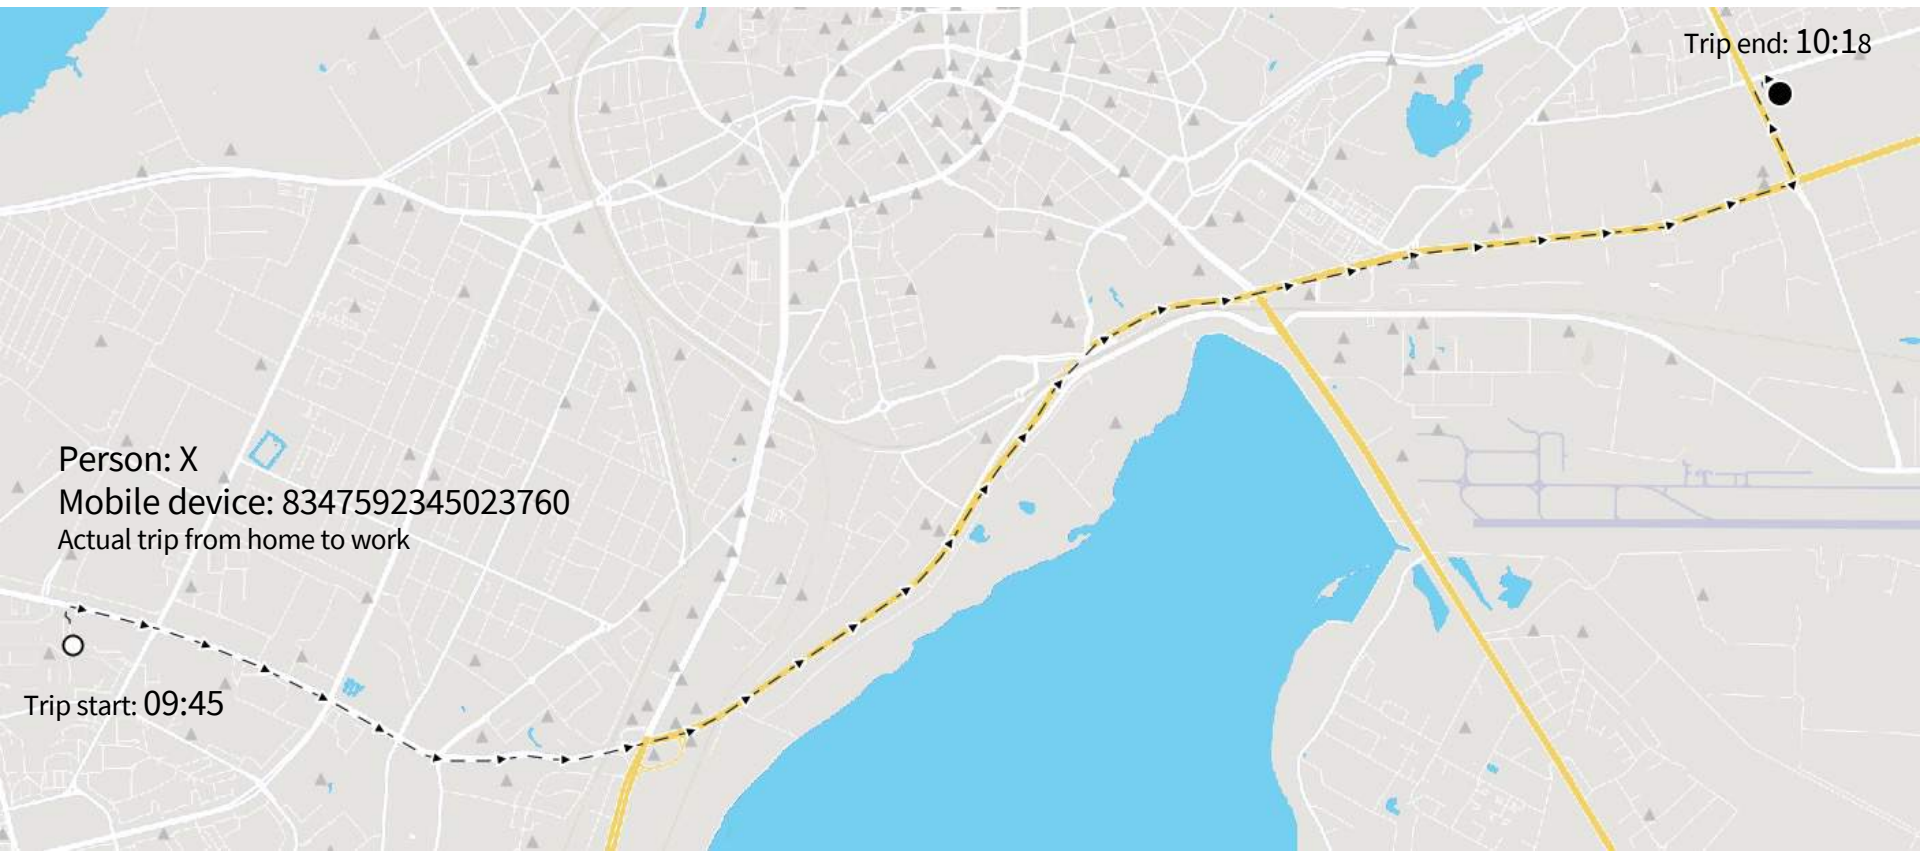 Trip end: 10:18
Person: X
Mobile device: 8347592345023760
Actual trip from home to work
Trip start: 09:45